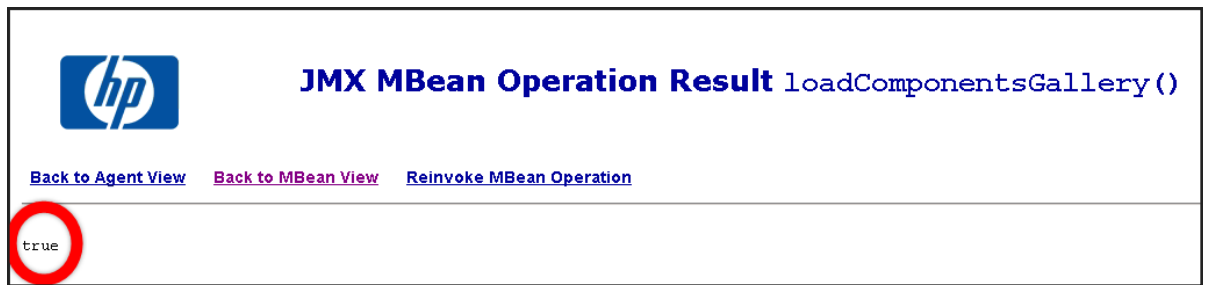 hp
JMX MBean Operation Result loadComponentsGallery()
Back to Agent View Back to MBean View Reinvoke MBean Operation
true